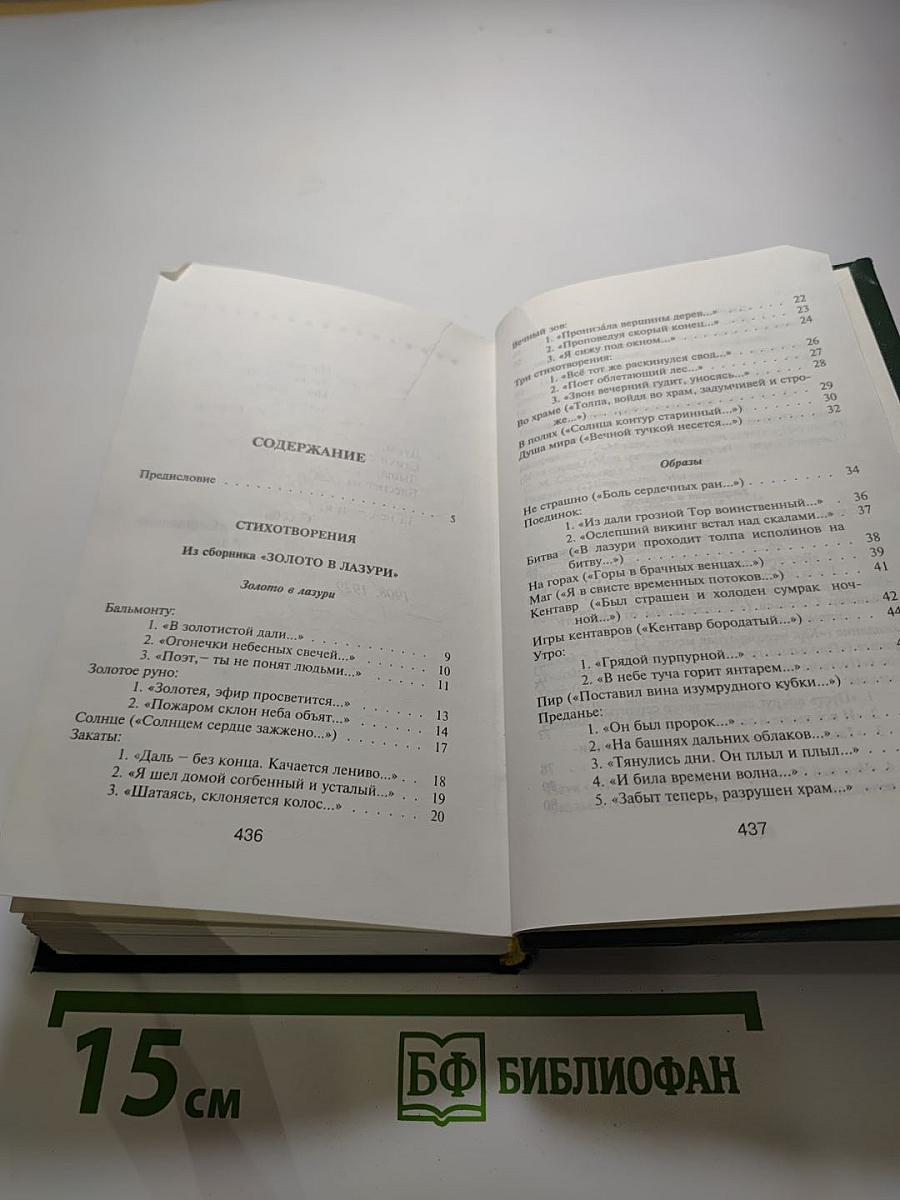 СОДЕРЖАНИЕ
Предисловие . . . . . . . . . . . . . . . . . . . 5
СТИХОТВОРЕНИЯ
Из сборника «ЗОЛОТО В ЛАЗУРИ»
Золото в лазури
Бальмонту:
1. «В золотистой дали...» . . . . . . . . . . 9
2. «Огонечки небесных свечей...» . . . . . . 10
3. «Поэт,– ты не понят людьми...» . . . . . . 11
Золотое руно:
1. «Золотея, эфир просветится...» . . . . . . 13
2. «Пожаром склон неба объят...» . . . . . . 14
Солнце («Солнцем сердце зажжено...») . . . . . . 17
Закаты:
1. «Даль – без конца. Качается лениво...» . . 18
2. «Я шел домой согбенный и усталый...» . . 19
3. «Шатаясь, склоняется колос...» . . . . . . 20
436
Вечный зов:
1. «Пронизала вершины дерев...» . . . . . . 22
2. «Проповедуя скорый конец...» . . . . . . 23
3. «Я сижу под окном...» . . . . . . 24
Три стихотворения:
1. «Всё тот же раскинулся свод...» . . . . . . 26
2. «Поет облетающий лес...» . . . . . . 27
3. «Звон вечерний гудит, уносясь...» . . . . . . 28
Во храме («Толпа, войдя во храм, задумчивей и стро-
же...») . . . . . . . . . . 29
В полях («Солнца контур старинный...») . . . . . . 30
Душа мира («Вечной тучкой несется...») . . . . . . 32
Образы
Не страшно («Боль сердечных ран...») . . . . . . 34
Поединок:
1. «Из дали грозной Тор воинственный...» . . 36
2. «Ослепший викинг встал над скалами...» . 37
Битва («В лазури проходит толпа исполинов на
битву...») . . . . . . . . . . 38
На горах («Горы в брачных венцах...») . . . . . . 39
Маг («Я в свисте временных потоков...») . . . . . . 41
Кентавр («Был страшен и холоден сумрак ноч-
ной...») . . . . . . . . . . 42
Игры кентавров («Кентавр бородатый...») . . . . . . 44
Утро:
1. «Грядой пурпурной...» . . . . . .
2. «В небе туча горит янтарем...» . . . . . .
Пир («Поставил вина изумрудного кубки...») . . .
Преданье:
1. «Он был пророк...» . . . . . .
2. «На башнях дальних облаков...» . . . . . .
3. «Тянулись дни. Он плыл и плыл...» . . . .
4. «И била времени волна...» . . . . . .
5. «Забыт теперь, разрушен храм...» . . . .
437
15 см
БФ БИБЛИОФАН